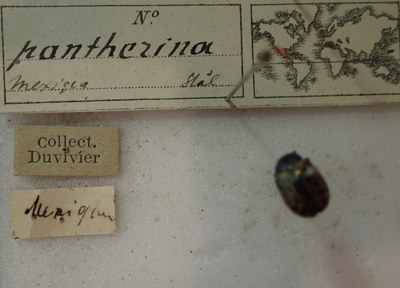 Nº
pantherina
Mexique Stål
Collect.
Duvivier
Mexique